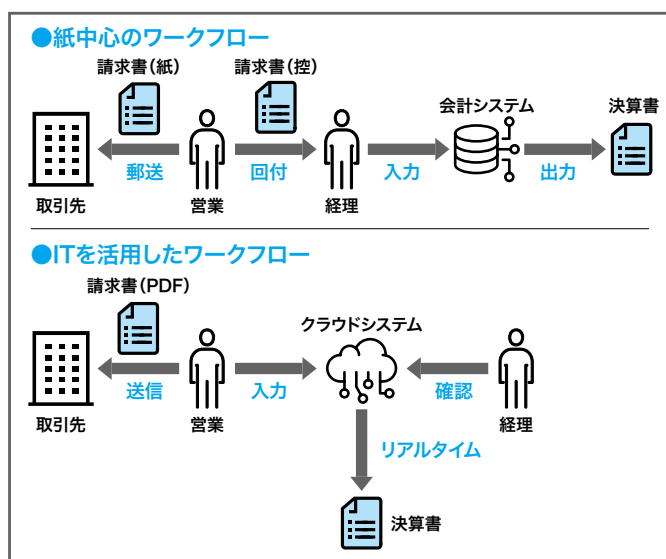 ●紙中心のワークフロー
請求書(紙)
請求書(控)
会計システム
決算書
郵送
回付
入力
出力
取引先
営業
経理
●ITを活用したワークフロー
請求書(PDF)
クラウドシステム
送信
入力
確認
取引先
営業
経理
リアルタイム
決算書